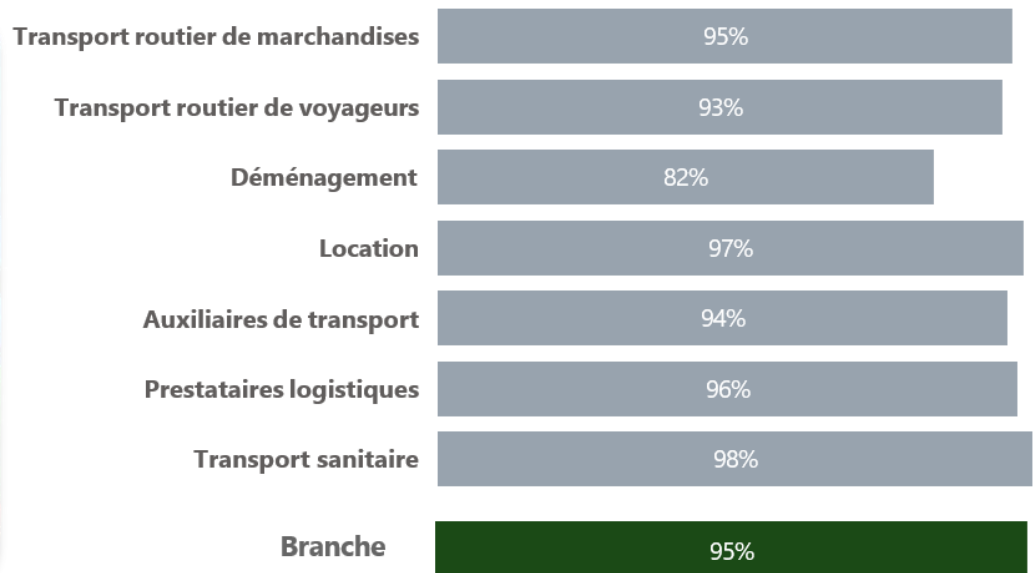 Transport routier de marchandises 95%
Transport routier de voyageurs 93%
Déménagement 82%
Location 97%
Auxiliaires de transport 94%
Prestataires logistiques 96%
Transport sanitaire 98%
Branche 95%